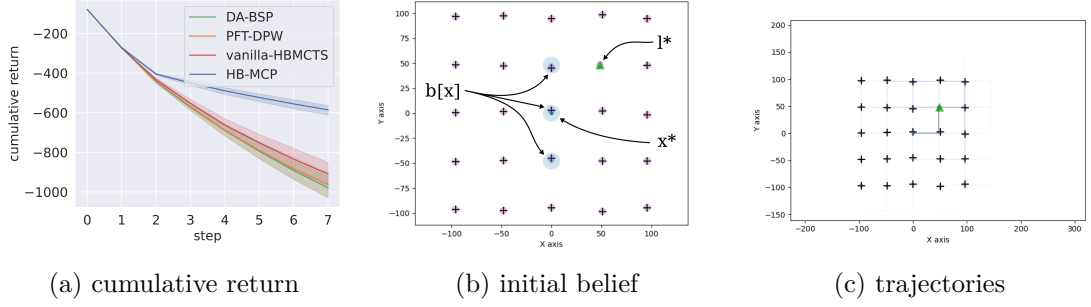 DA-BSP
PFT-DPW
vanilla-HBMCTS
HB-MCP
−200
−400
−600
−800
−1000
cumulative return
0 1 2 3 4 5 6 7
step
100
75
50
25
0
−25
−50
−75
−100
Y axis
l*
b[x]
x*
−100 −50 0 50 100
X axis
200
150
100
50
0
−50
−100
−150
Y axis
−200 −100 0 100 200 300
X axis
(a) cumulative return
(b) initial belief
(c) trajectories